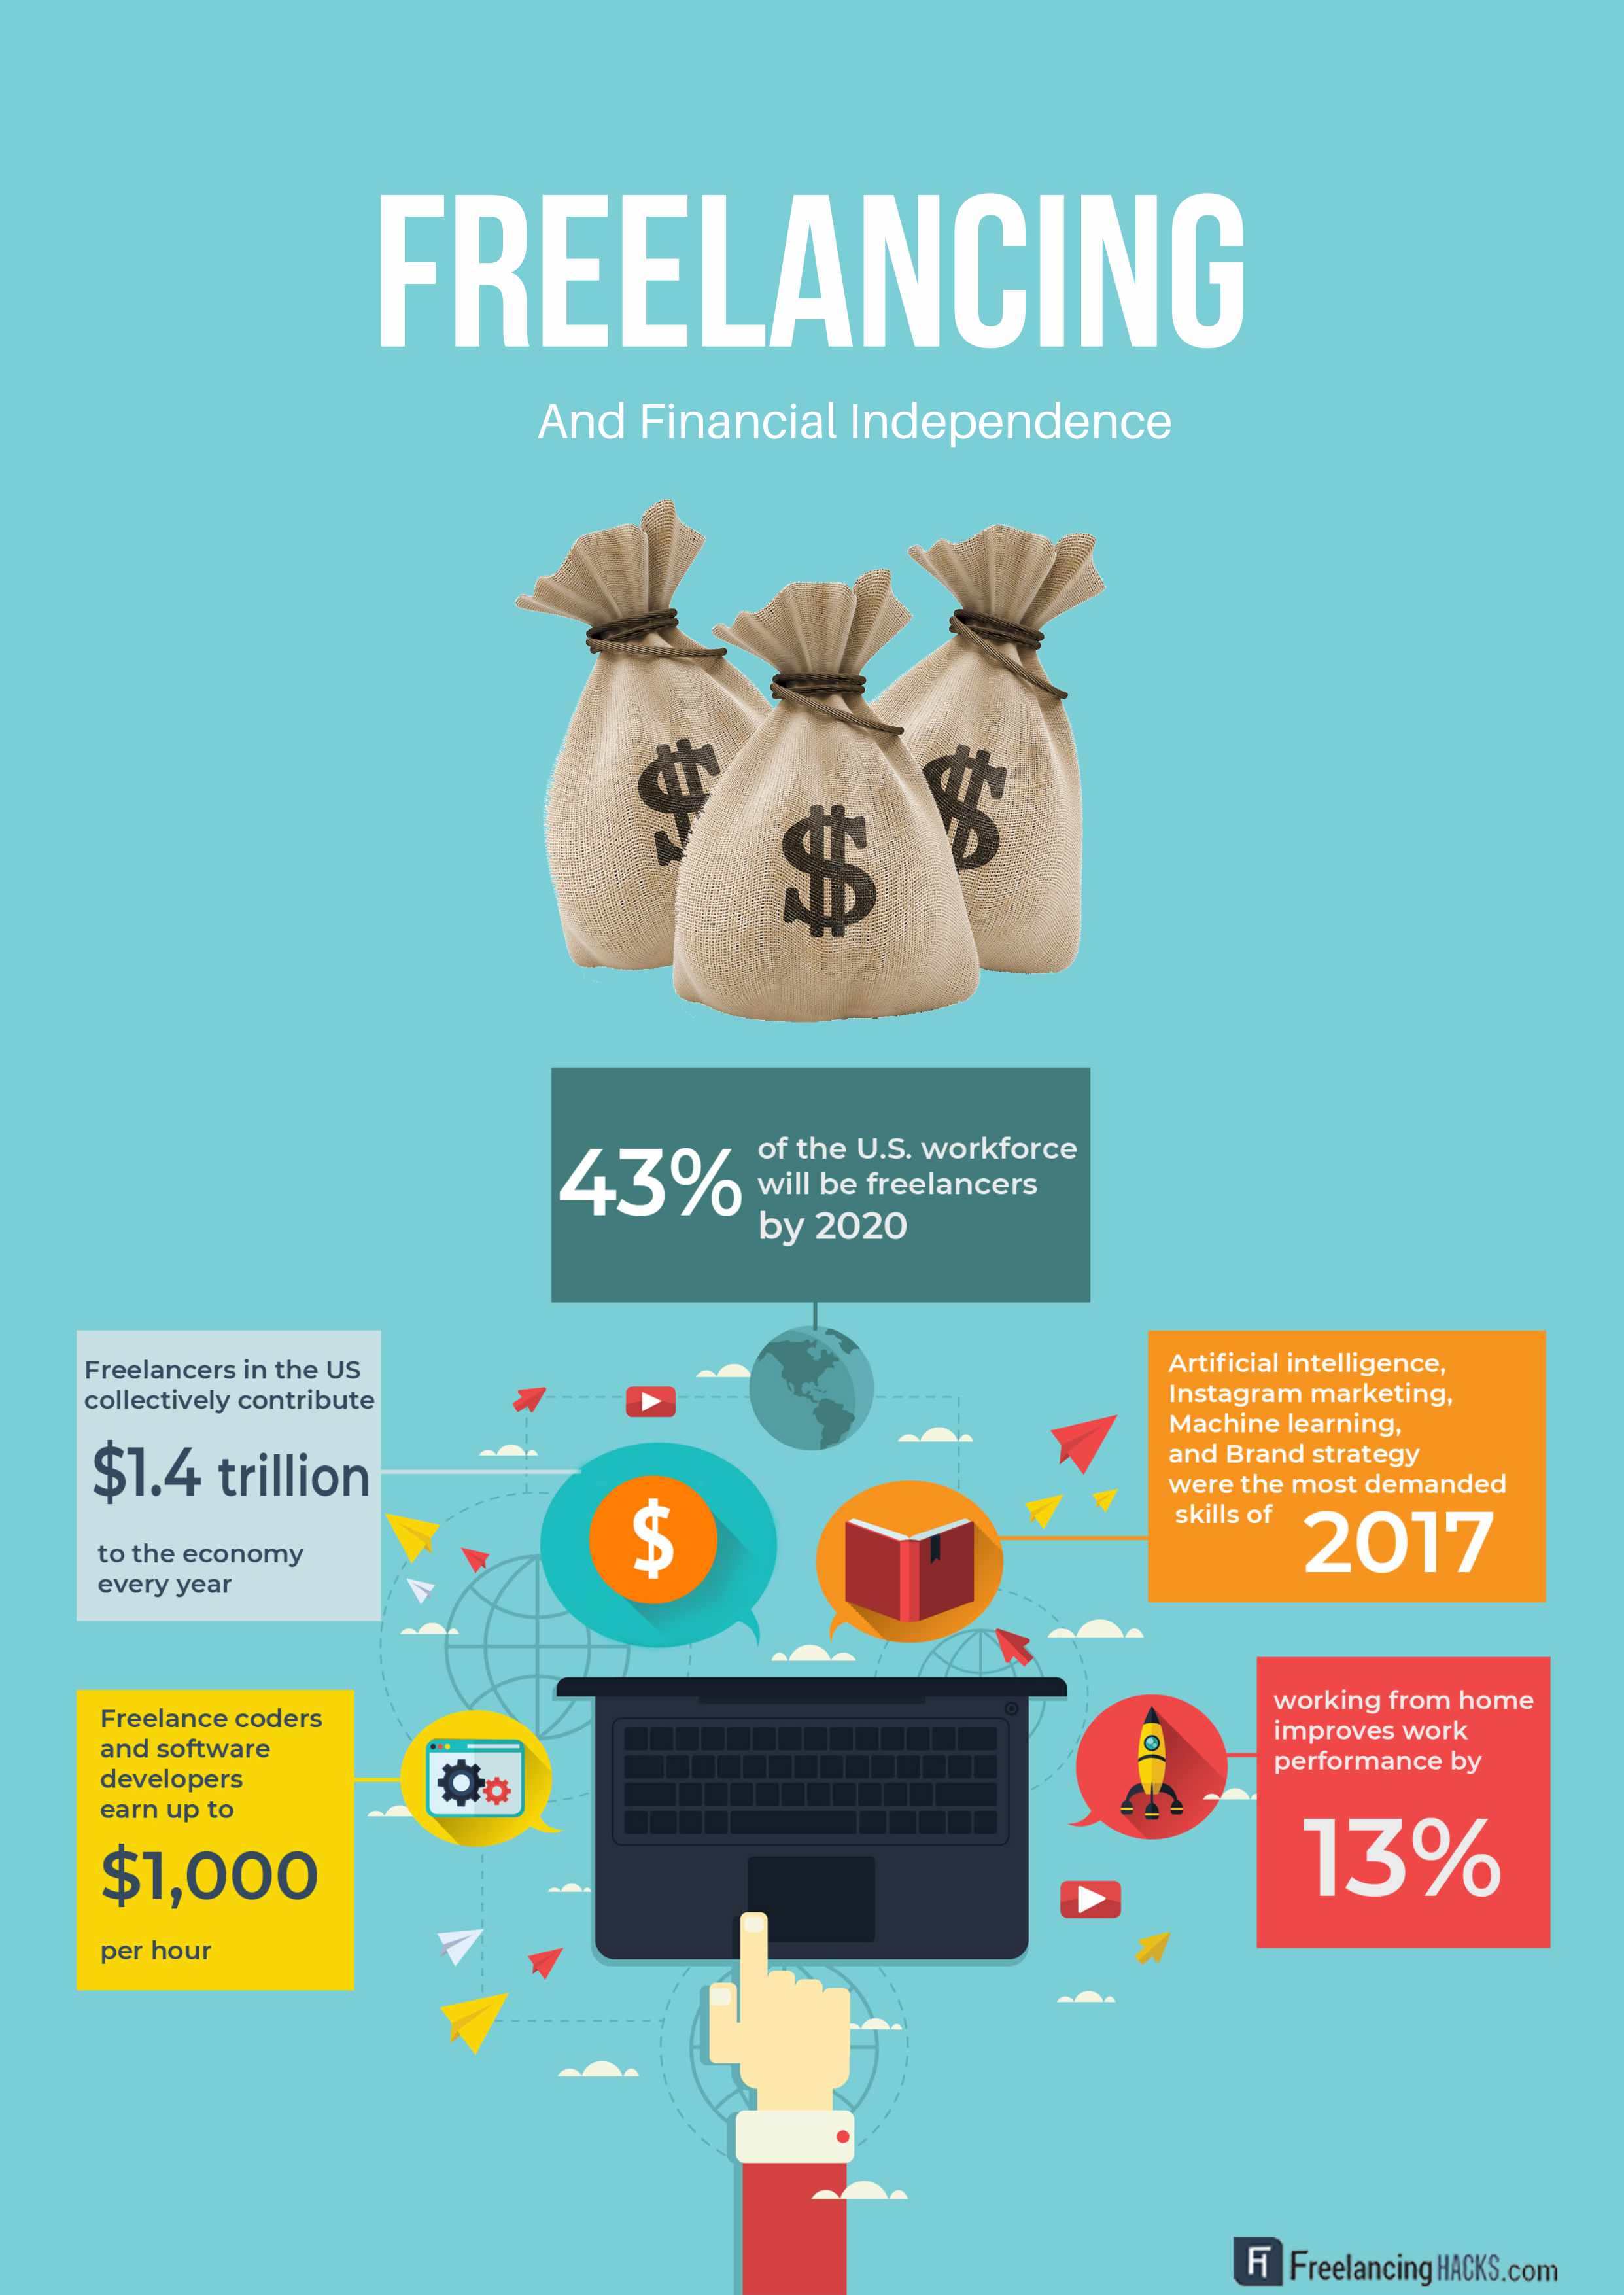 FREELANCING
And Financial Independence
$
$
$
43%
of the U.S. workforce
will be freelancers
by 2020
Freelancers in the US
collectively contribute
$1.4 trillion
to the economy
every year
$
Artificial intelligence,
Instagram marketing,
Machine learning,
and Brand strategy
were the most demanded
skills of
2017
Freelance coders
and software
developers
earn up to
$1,000
per hour
working from home
improves work
performance by
13%
FreelancingHACKS.com